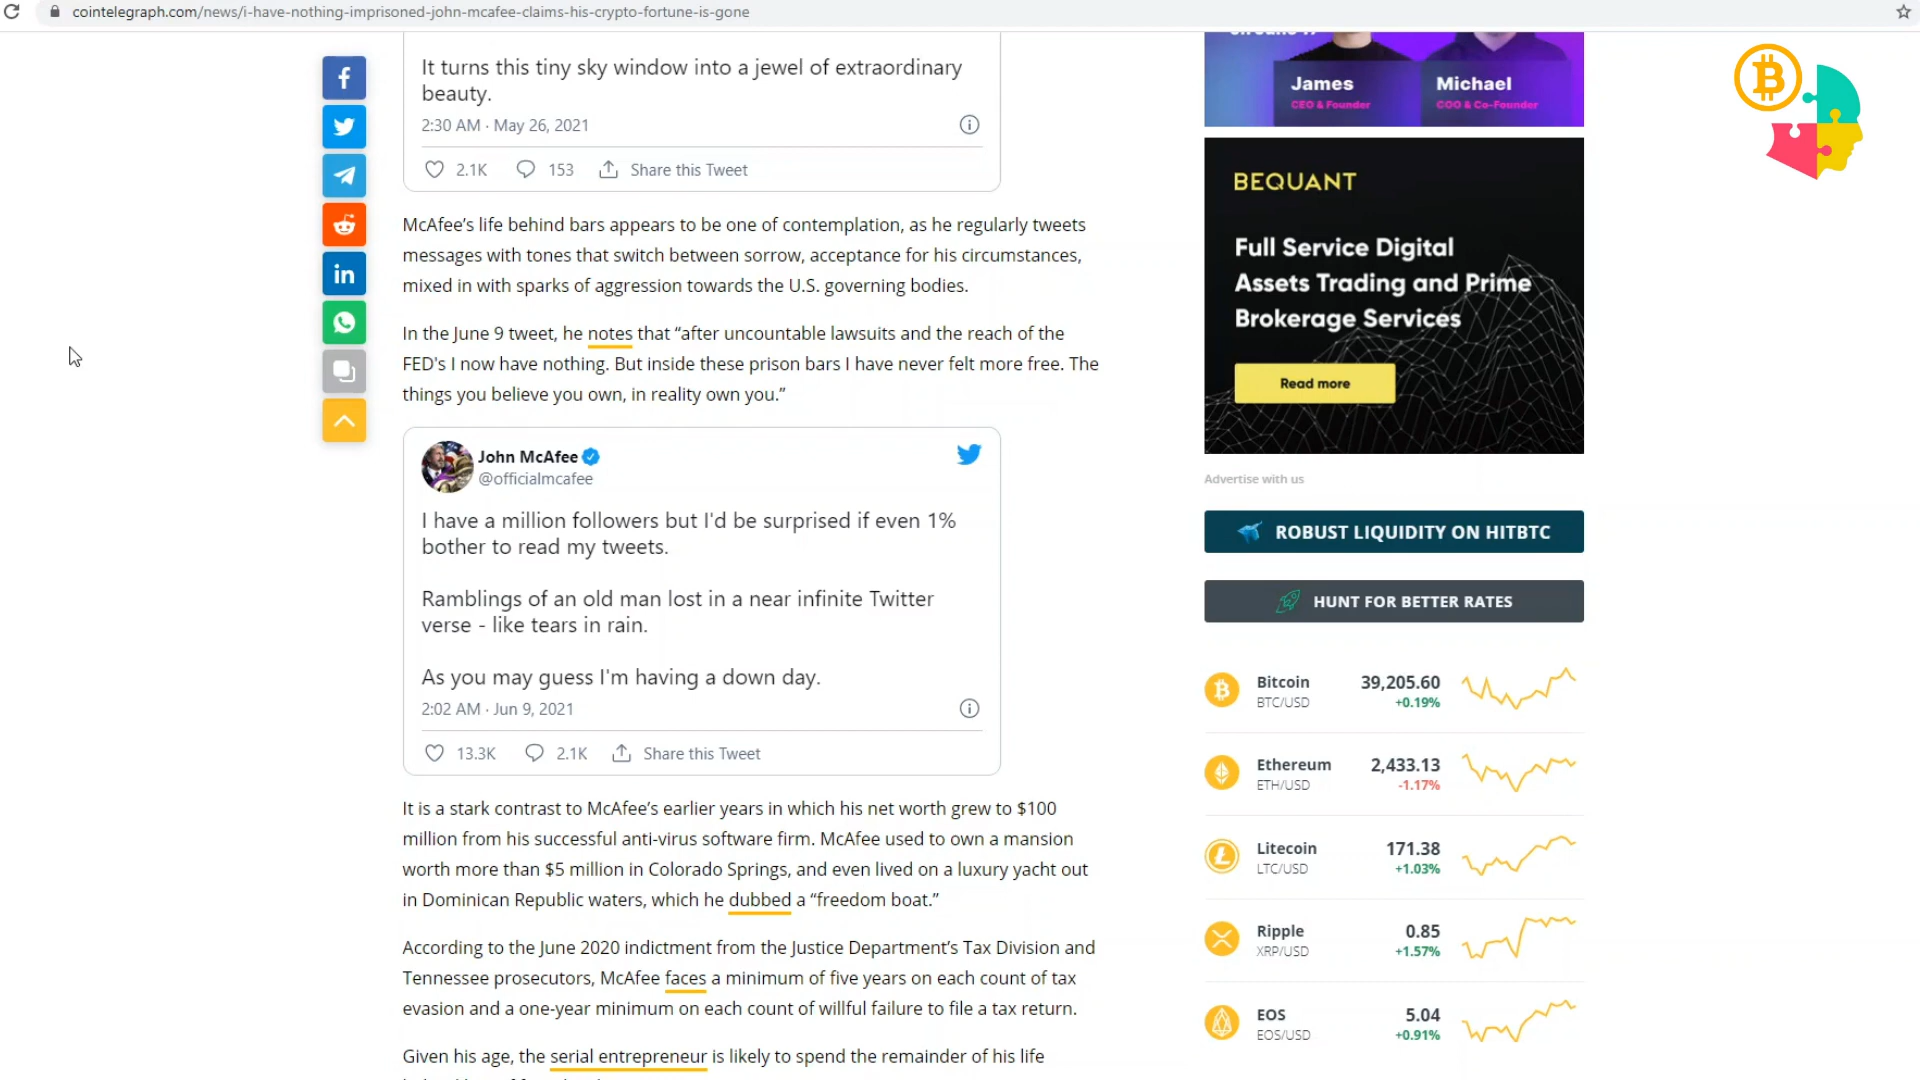 cointelegraph.com/news/i-have-nothing-imprisoned-john-mcafee-claims-his-crypto-fortune-is-gone
It turns this tiny sky window into a jewel of extraordinary
beauty.
2:30 AM · May 26, 2021
2.1K 153 Share this Tweet
McAfee’s life behind bars appears to be one of contemplation, as he regularly tweets
messages with tones that switch between sorrow, acceptance for his circumstances,
mixed in with sparks of aggression towards the U.S. governing bodies.
In the June 9 tweet, he notes that “after uncountable lawsuits and the reach of the
FED's I now have nothing. But inside these prison bars I have never felt more free. The
things you believe you own, in reality own you.”
John McAfee
@officialmcafee
I have a million followers but I'd be surprised if even 1%
bother to read my tweets.
Ramblings of an old man lost in a near infinite Twitter
verse - like tears in rain.
As you may guess I'm having a down day.
2:02 AM · Jun 9, 2021
13.3K 2.1K Share this Tweet
It is a stark contrast to McAfee’s earlier years in which his net worth grew to $100
million from his successful anti-virus software firm. McAfee used to own a mansion
worth more than $5 million in Colorado Springs, and even lived on a luxury yacht out
in Dominican Republic waters, which he dubbed a “freedom boat.”
According to the June 2020 indictment from the Justice Department’s Tax Division and
Tennessee prosecutors, McAfee faces a minimum of five years on each count of tax
evasion and a one-year minimum on each count of willful failure to file a tax return.
Given his age, the serial entrepreneur is likely to spend the remainder of his life
James Michael
CEO & Founder COO & Co-Founder
BEQUANT
Full Service Digital
Assets Trading and Prime
Brokerage Services
Read more
Advertise with us
ROBUST LIQUIDITY ON HITBTC
HUNT FOR BETTER RATES
Bitcoin 39,205.60
BTC/USD +0.19%
Ethereum 2,433.13
ETH/USD -1.17%
Litecoin 171.38
LTC/USD +1.03%
Ripple 0.85
XRP/USD +1.57%
EOS 5.04
EOS/USD +0.91%